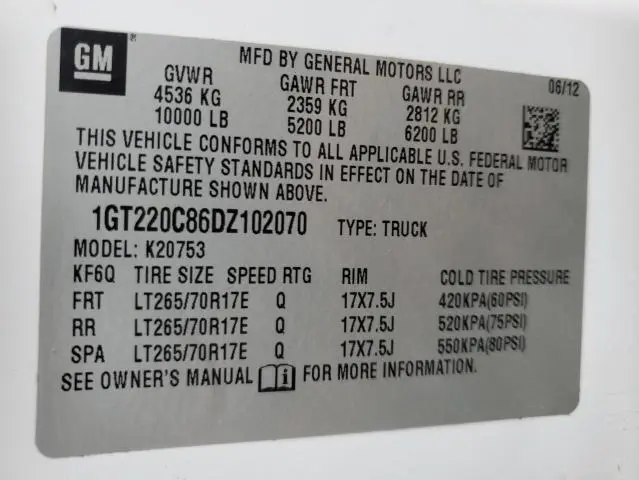 GM
MFD BY GENERAL MOTORS LLC
06/12
GVWR GAWR FRT GAWR RR
4536 KG 2359 KG 2812 KG
10000 LB 5200 LB 6200 LB
THIS VEHICLE CONFORMS TO ALL APPLICABLE U.S. FEDERAL MOTOR
VEHICLE SAFETY STANDARDS IN EFFECT ON THE DATE OF
MANUFACTURE SHOWN ABOVE.
1GT220C86DZ102070 TYPE: TRUCK
MODEL: K20753
KF6Q TIRE SIZE SPEED RTG RIM COLD TIRE PRESSURE
FRT LT265/70R17E Q 17X7.5J 420KPA(60PSI)
RR LT265/70R17E Q 17X7.5J 520KPA(75PSI)
SPA LT265/70R17E Q 17X7.5J 550KPA(80PSI)
SEE OWNER'S MANUAL i FOR MORE INFORMATION.